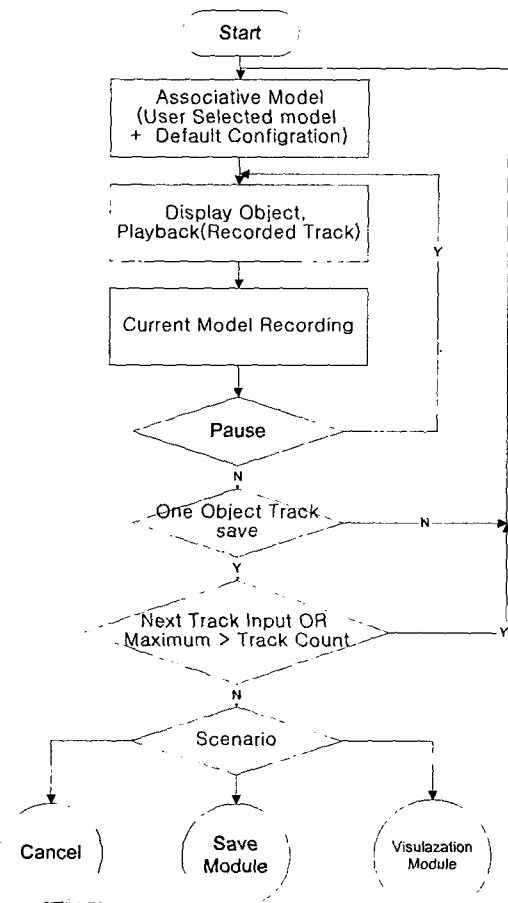 Start
Associative Model
(User Selected model
+ Default Configration)
Display Object,
Playback(Recorded Track)
Y
Current Model Recording
Pause
N
One Object Track
save
N
Y
Next Track Input OR
Maximum > Track Count
Y
N
Scenario
Cancel
Save
Module
Visulazation
Module